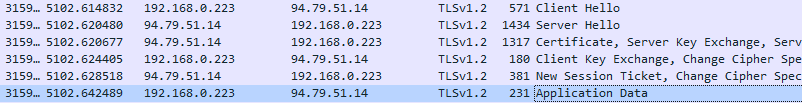 3159… 5102.614832 192.168.0.223 94.79.51.14 TLSv1.2 571 Client Hello
3159… 5102.620480 94.79.51.14 192.168.0.223 TLSv1.2 1434 Server Hello
3159… 5102.620677 94.79.51.14 192.168.0.223 TLSv1.2 1317 Certificate, Server Key Exchange, Serv
3159… 5102.624405 192.168.0.223 94.79.51.14 TLSv1.2 180 Client Key Exchange, Change Cipher Spe
3159… 5102.628518 94.79.51.14 192.168.0.223 TLSv1.2 381 New Session Ticket, Change Cipher Spec
3159… 5102.642489 192.168.0.223 94.79.51.14 TLSv1.2 231 Application Data